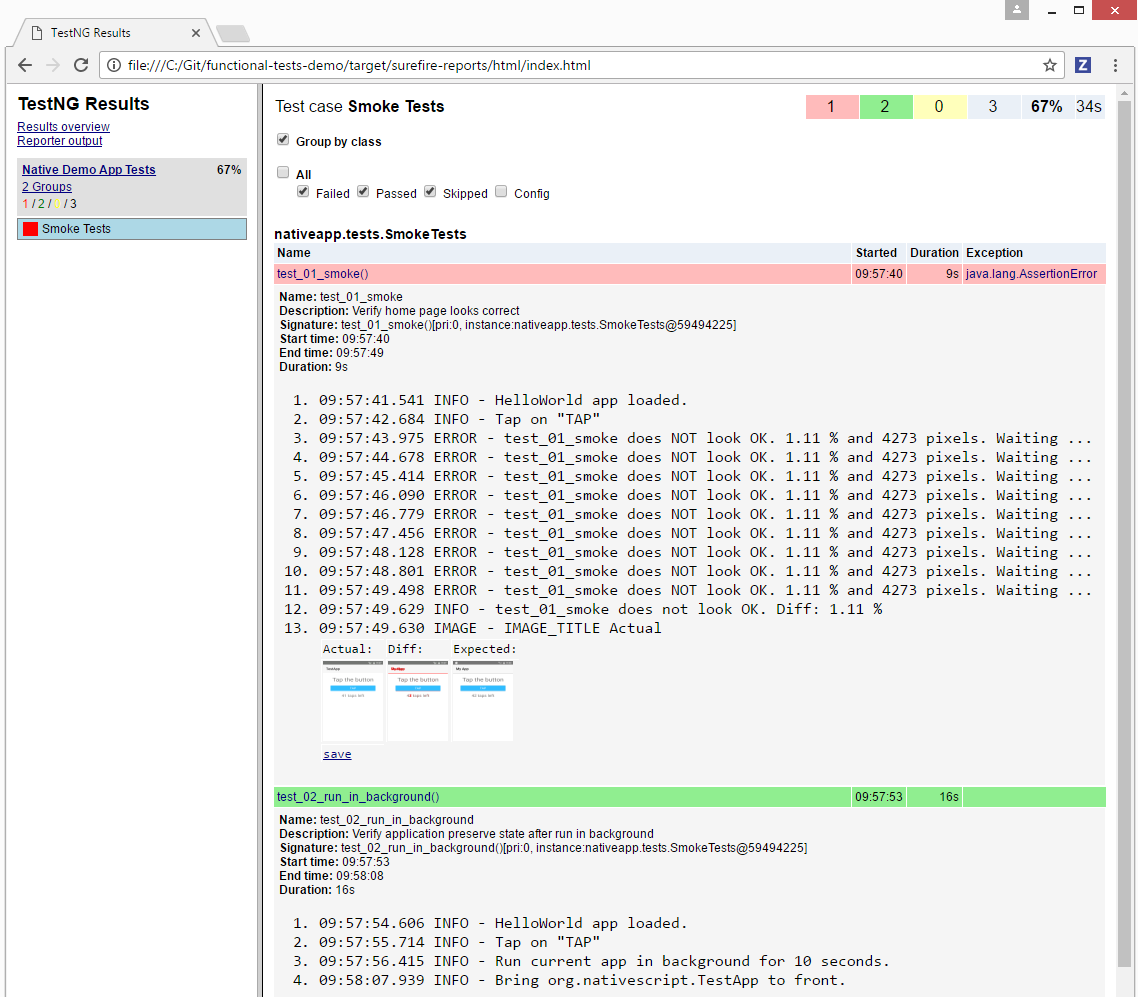 TestNG Results
file:///C:/Git/functional-tests-demo/target/surefire-reports/html/index.html
Z
TestNG Results
Results overview
Reporter output
Native Demo App Tests 67%
2 Groups
1 / 2 / 0 / 3
Smoke Tests
Test case Smoke Tests 1 2 0 3 67% 34s
Group by class
All
Failed Passed Skipped Config
nativeapp.tests.SmokeTests
Name Started Duration Exception
test_01_smoke() 09:57:40 9s java.lang.AssertionError
Name: test_01_smoke
Description: Verify home page looks correct
Signature: test_01_smoke()[pri:0, instance:nativeapp.tests.SmokeTests@59494225]
Start time: 09:57:40
End time: 09:57:49
Duration: 9s
1. 09:57:41.541 INFO - HelloWorld app loaded.
2. 09:57:42.684 INFO - Tap on "TAP"
3. 09:57:43.975 ERROR - test_01_smoke does NOT look OK. 1.11 % and 4273 pixels. Waiting ...
4. 09:57:44.678 ERROR - test_01_smoke does NOT look OK. 1.11 % and 4273 pixels. Waiting ...
5. 09:57:45.414 ERROR - test_01_smoke does NOT look OK. 1.11 % and 4273 pixels. Waiting ...
6. 09:57:46.090 ERROR - test_01_smoke does NOT look OK. 1.11 % and 4273 pixels. Waiting ...
7. 09:57:46.779 ERROR - test_01_smoke does NOT look OK. 1.11 % and 4273 pixels. Waiting ...
8. 09:57:47.456 ERROR - test_01_smoke does NOT look OK. 1.11 % and 4273 pixels. Waiting ...
9. 09:57:48.128 ERROR - test_01_smoke does NOT look OK. 1.11 % and 4273 pixels. Waiting ...
10. 09:57:48.801 ERROR - test_01_smoke does NOT look OK. 1.11 % and 4273 pixels. Waiting ...
11. 09:57:49.498 ERROR - test_01_smoke does NOT look OK. 1.11 % and 4273 pixels. Waiting ...
12. 09:57:49.629 INFO - test_01_smoke does not look OK. Diff: 1.11 %
13. 09:57:49.630 IMAGE - IMAGE_TITLE Actual
Actual: Diff: Expected:
TestApp My App My App
Tap the button Tap the button Tap the button
taps left taps left taps left
save
test_02_run_in_background() 09:57:53 16s
Name: test_02_run_in_background
Description: Verify application preserve state after run in background
Signature: test_02_run_in_background()[pri:0, instance:nativeapp.tests.SmokeTests@59494225]
Start time: 09:57:53
End time: 09:58:08
Duration: 16s
1. 09:57:54.606 INFO - HelloWorld app loaded.
2. 09:57:55.714 INFO - Tap on "TAP"
3. 09:57:56.415 INFO - Run current app in background for 10 seconds.
4. 09:58:07.939 INFO - Bring org.nativescript.TestApp to front.